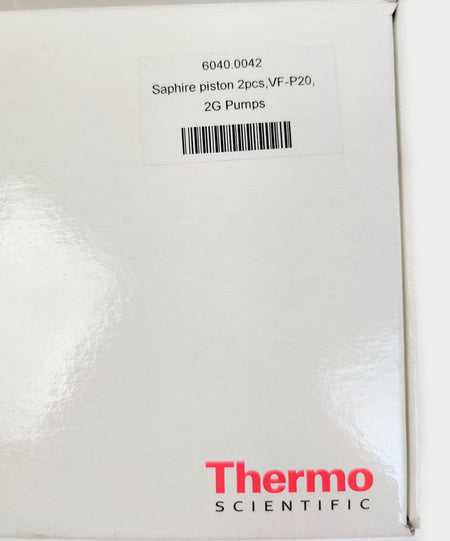 6040.0042
Saphire piston 2pcs,VF-P20,
2G Pumps
Thermo
SCIENTIFIC